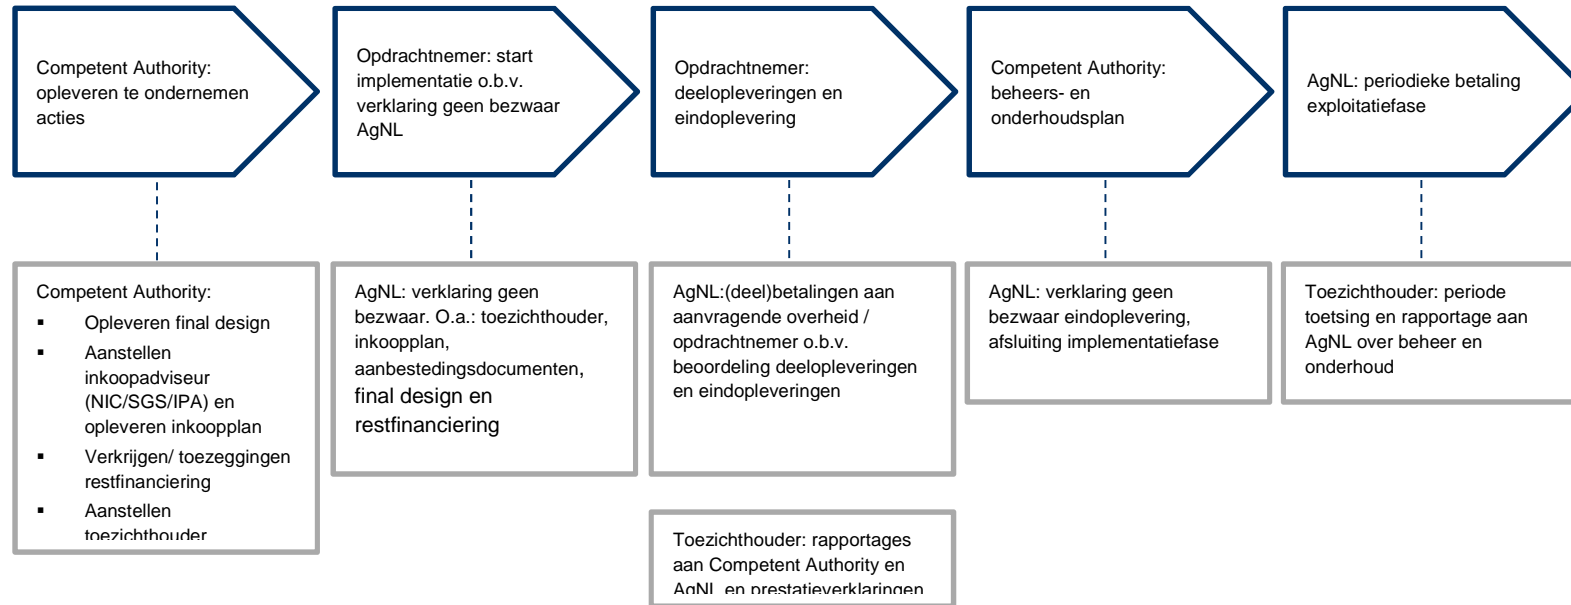 Competent Authority:
opleveren te ondernemen
acties
Opdrachtnemer: start
implementatie o.b.v.
verklaring geen bezwaar
AgNL
Opdrachtnemer:
deelopleveringen en
eindoplevering
Competent Authority:
beheers- en
onderhoudsplan
AgNL: periodieke betaling
exploitatiefase
Competent Authority:
▪ Opleveren final design
▪ Aanstellen
inkoopadviseur
(NIC/SGS/IPA) en
opleveren inkoopplan
▪ Verkrijgen/ toezeggingen
restfinanciering
▪ Aanstellen
toezichthouder
AgNL: verklaring geen
bezwaar. O.a.: toezichthouder,
inkoopplan,
aanbestedingsdocumenten,
final design en
restfinanciering
AgNL:(deel)betalingen aan
aanvragende overheid /
opdrachtnemer o.b.v.
beoordeling deelopleveringen
en eindopleveringen
Toezichthouder: rapportages
aan Competent Authority en
AgNL en prestatieverklaringen
AgNL: verklaring geen
bezwaar eindoplevering,
afsluiting implementatiefase
Toezichthouder: periode
toetsing en rapportage aan
AgNL over beheer en
onderhoud